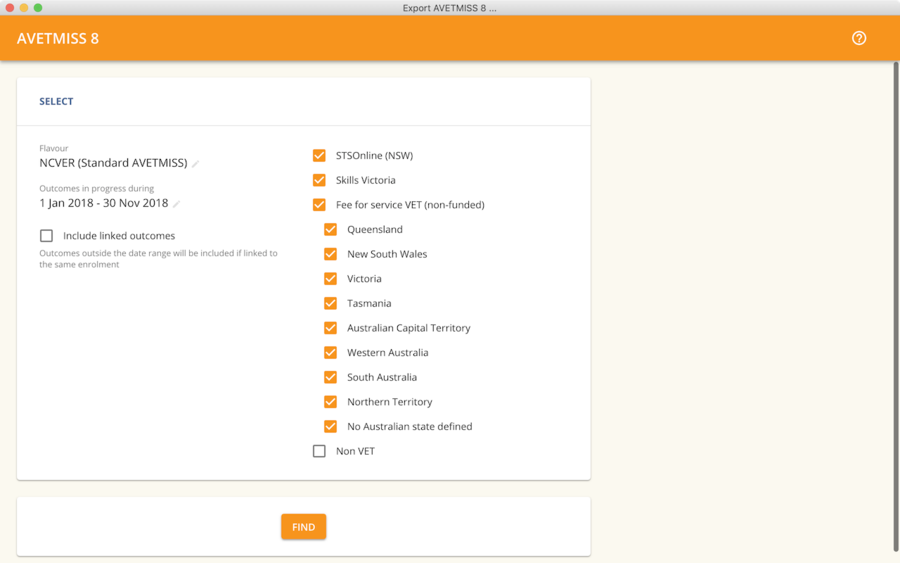 Export AVETMISS 8 ...
AVETMISS 8
SELECT
Flavour
NCVER (Standard AVETMISS)
Outcomes in progress during
1 Jan 2018 - 30 Nov 2018
Include linked outcomes
Outcomes outside the date range will be included if linked to
the same enrolment
STSOnline (NSW)
Skills Victoria
Fee for service VET (non-funded)
Queensland
New South Wales
Victoria
Tasmania
Australian Capital Territory
Western Australia
South Australia
Northern Territory
No Australian state defined
Non VET
FIND